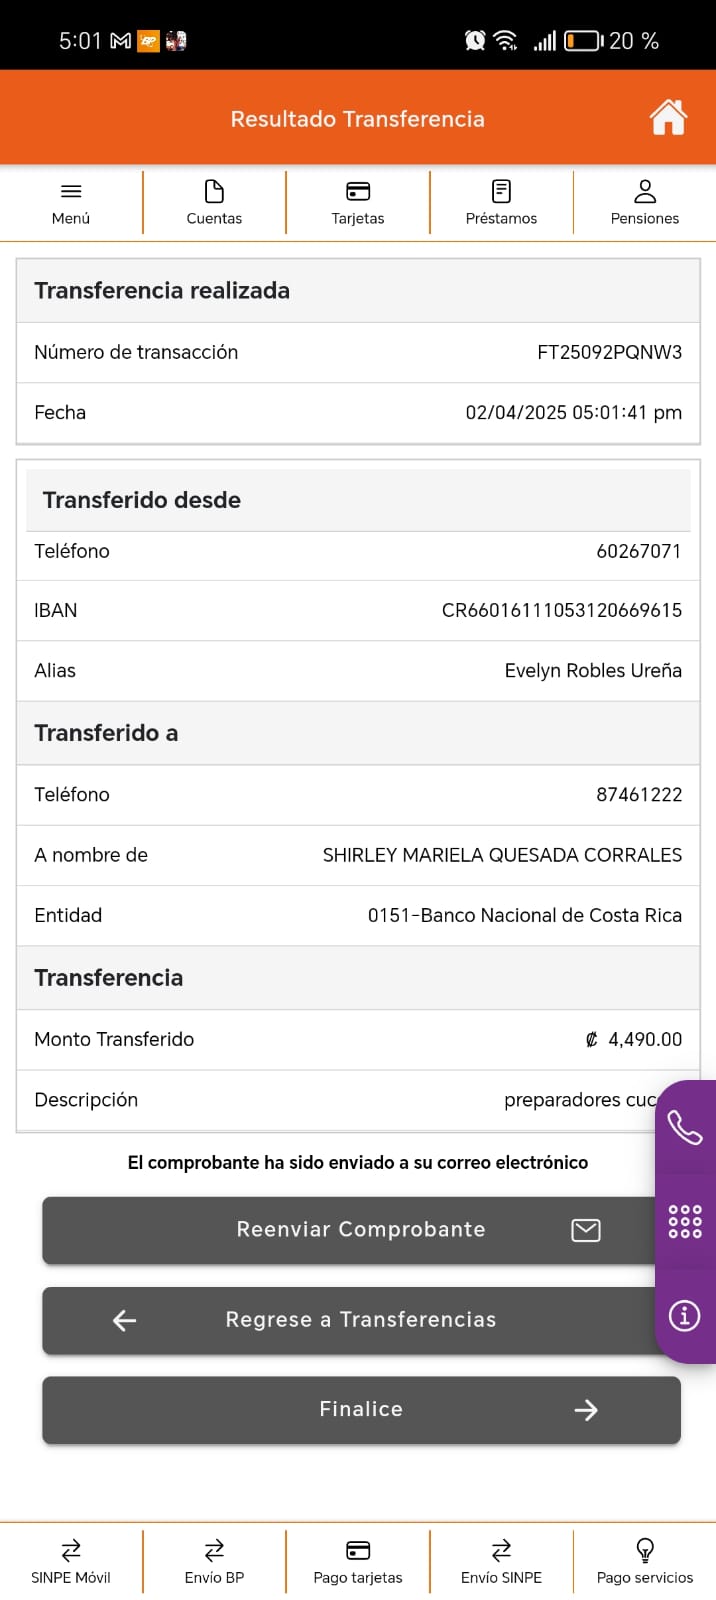 5:01 20 %
Resultado Transferencia
Menú Cuentas Tarjetas Préstamos Pensiones
Transferencia realizada
Número de transacción FT25092PQNW3
Fecha 02/04/2025 05:01:41 pm
Transferido desde
Teléfono 60267071
IBAN CR66016111053120669615
Alias Evelyn Robles Ureña
Transferido a
Teléfono 87461222
A nombre de SHIRLEY MARIELA QUESADA CORRALES
Entidad 0151-Banco Nacional de Costa Rica
Transferencia
Monto Transferido ₡ 4,490.00
Descripción preparadores
El comprobante ha sido enviado a su correo electrónico
Reenviar Comprobante
Regrese a Transferencias
Finalice
SINPE Móvil Envío BP Pago tarjetas Envío SINPE Pago servicios